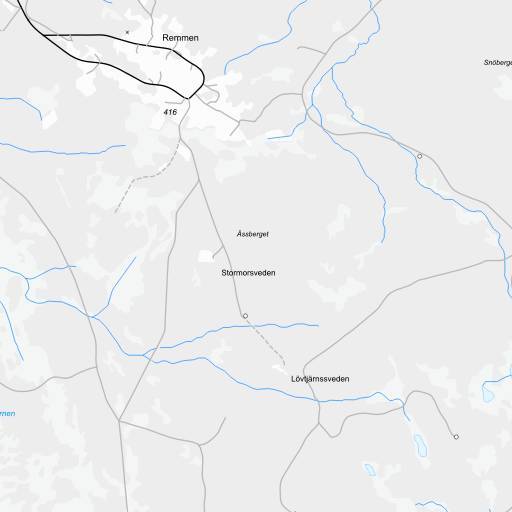 Remmen
Snöberge
416
Åssberget
Stormorsveden
Lövtjärnssveden
rnen